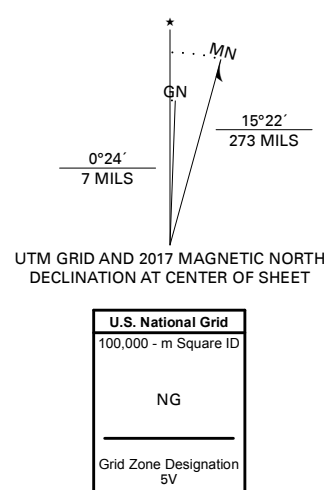 ★
MN
GN
15°22´
273 MILS
0°24´
7 MILS
UTM GRID AND 2017 MAGNETIC NORTH
DECLINATION AT CENTER OF SHEET
U.S. National Grid
100,000 - m Square ID
NG
Grid Zone Designation
5V